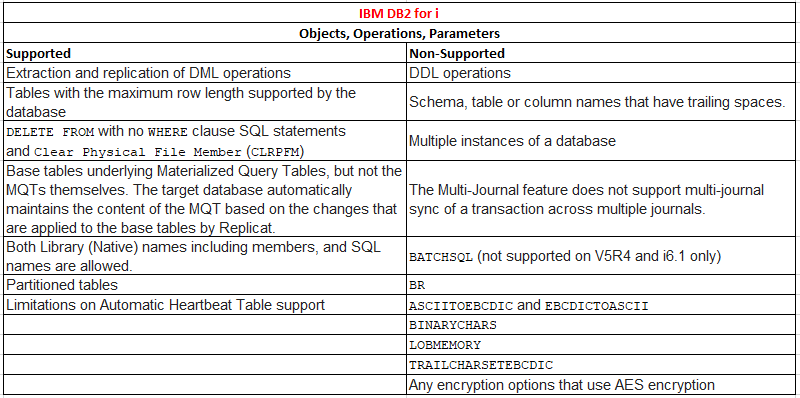 IBM DB2 for i
Objects, Operations, Parameters
Supported
Non-Supported
Extraction and replication of DML operations
DDL operations
Tables with the maximum row length supported by the
database
Schema, table or column names that have trailing spaces.
DELETE FROM with no WHERE clause SQL statements
and Clear Physical File Member (CLRPFM)
Multiple instances of a database
Base tables underlying Materialized Query Tables, but not the
MQTs themselves. The target database automatically
maintains the content of the MQT based on the changes that
are applied to the base tables by Replicat.
The Multi-Journal feature does not support multi-journal
sync of a transaction across multiple journals.
Both Library (Native) names including members, and SQL
names are allowed.
BATCHSQL (not supported on V5R4 and i6.1 only)
Partitioned tables
BR
Limitations on Automatic Heartbeat Table support
ASCIITOEBCDIC and EBCDICTOASCII
BINARYCHARS
LOBMEMORY
TRAILCHARSETEBCDIC
Any encryption options that use AES encryption